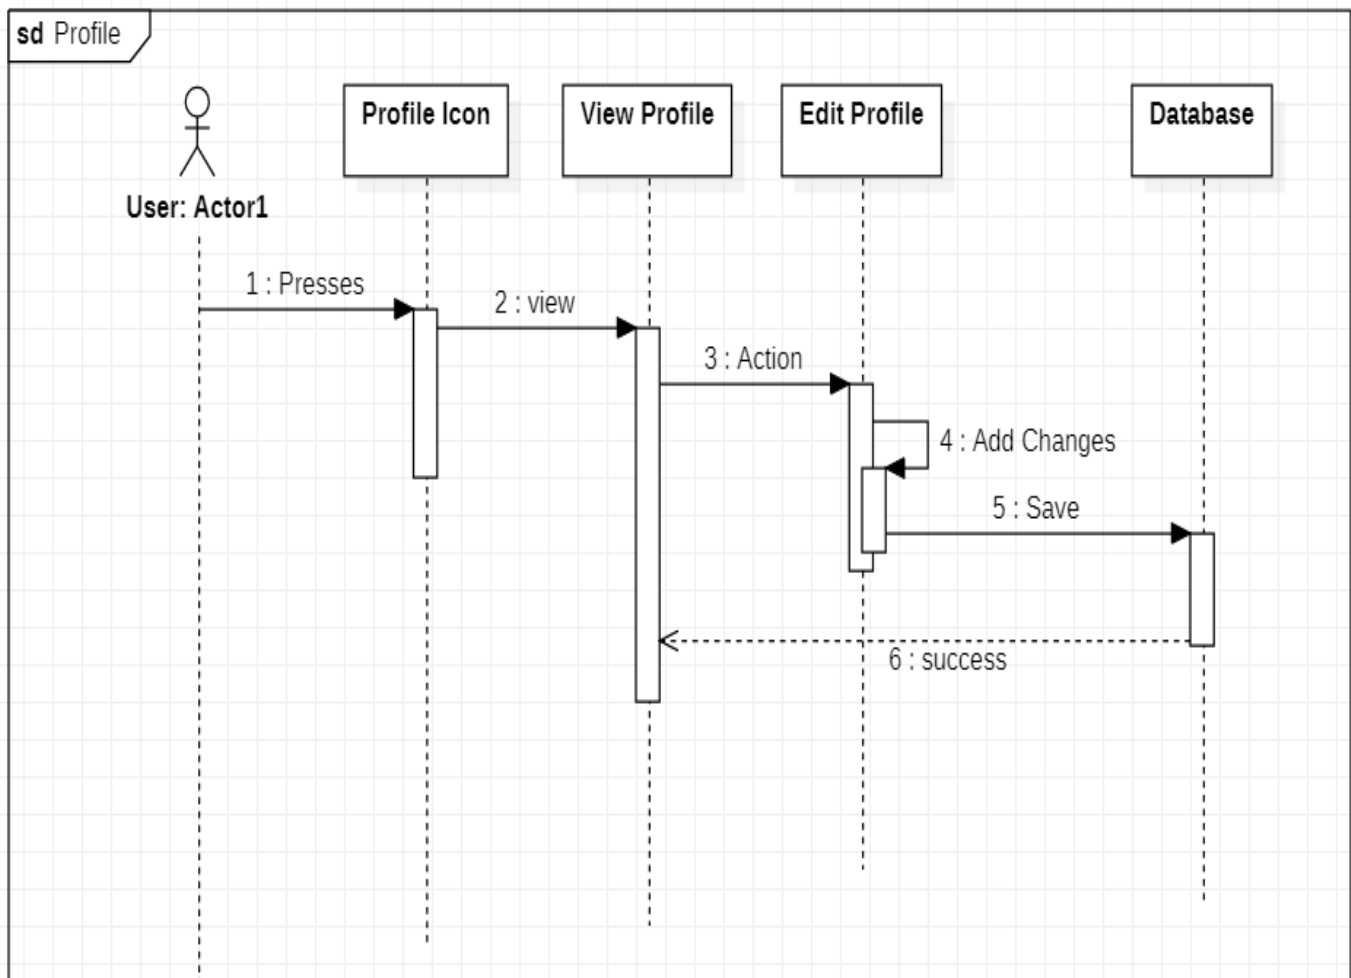 sd Profile
Profile Icon
View Profile
Edit Profile
Database
User: Actor1
1 : Presses
2 : view
3 : Action
4 : Add Changes
5 : Save
6 : success